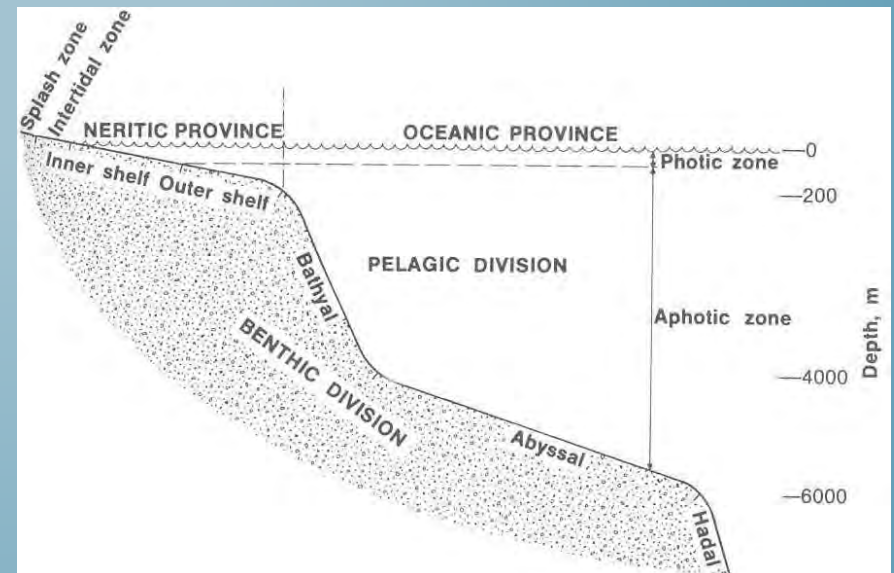 Splash zone
Intertidal zone
NERITIC PROVINCE
OCEANIC PROVINCE
—0
Photic zone
Inner shelf Outer shelf
—200
PELAGIC DIVISION
Bathyal
BENTHIC DIVISION
Aphotic zone
Depth, m
—4000
Abyssal
—6000
Hadal